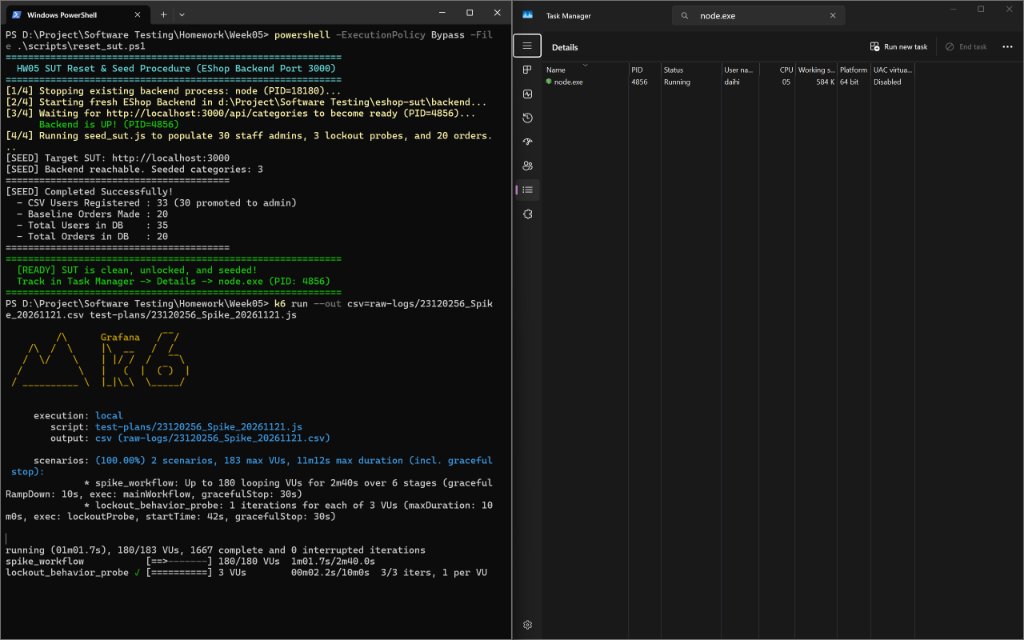 Windows PowerShell
PS D:\Project\Software Testing\Homework\Week05> powershell -ExecutionPolicy Bypass -Fil
e .\scripts\reset_sut.ps1
=====================================================
  HW05 SUT Reset & Seed Procedure (EShop Backend Port 3000)
=====================================================
[1/4] Stopping existing backend process: node (PID=18180)...
[2/4] Starting fresh EShop Backend in d:\Project\Software Testing\eshop-sut\backend...
[3/4] Waiting for http://localhost:3000/api/categories to become ready (PID=4856)...
      Backend is UP! (PID=4856)
[4/4] Running seed_sut.js to populate 30 staff admins, 3 lockout probes, and 20 orders.
..
[SEED] Target SUT: http://localhost:3000
[SEED] Backend reachable. Seeded categories: 3
========================================
[SEED] Completed Successfully!
  - CSV Users Registered : 33 (30 promoted to admin)
  - Baseline Orders Made : 20
  - Total Users in DB    : 35
  - Total Orders in DB   : 20
========================================
=====================================================
  [READY] SUT is clean, unlocked, and seeded!
  Track in Task Manager -> Details -> node.exe (PID: 4856)
=====================================================
PS D:\Project\Software Testing\Homework\Week05> k6 run --out csv=raw-logs/23120256_Spik
e_20261121.csv test-plans/23120256_Spike_20261121.js
Grafana
k6
execution: local
script: test-plans/23120256_Spike_20261121.js
output: csv (raw-logs/23120256_Spike_20261121.csv)
scenarios: (100.00%) 2 scenarios, 183 max VUs, 11m12s max duration (incl. graceful
 stop):
* spike_workflow: Up to 180 looping VUs for 2m40s over 6 stages (graceful
RampDown: 10s, exec: mainWorkflow, gracefulStop: 30s)
* lockout_behavior_probe: 1 iterations for each of 3 VUs (maxDuration: 10
m0s, exec: lockoutProbe, startTime: 42s, gracefulStop: 30s)
running (01m01.7s), 180/183 VUs, 1667 complete and 0 interrupted iterations
spike_workflow         [==>-------] 180/180 VUs  1m01.7s/2m40.0s
lockout_behavior_probe ✓ [==========] 3 VUs      00m02.2s/10m0s  3/3 iters, 1 per VU
Task Manager
node.exe
Details
Run new task
End task
Name PID Status User na... CPU Working s... Platform UAC virtua...
node.exe 4856 Running daihi 05 584 K 64 bit Disabled